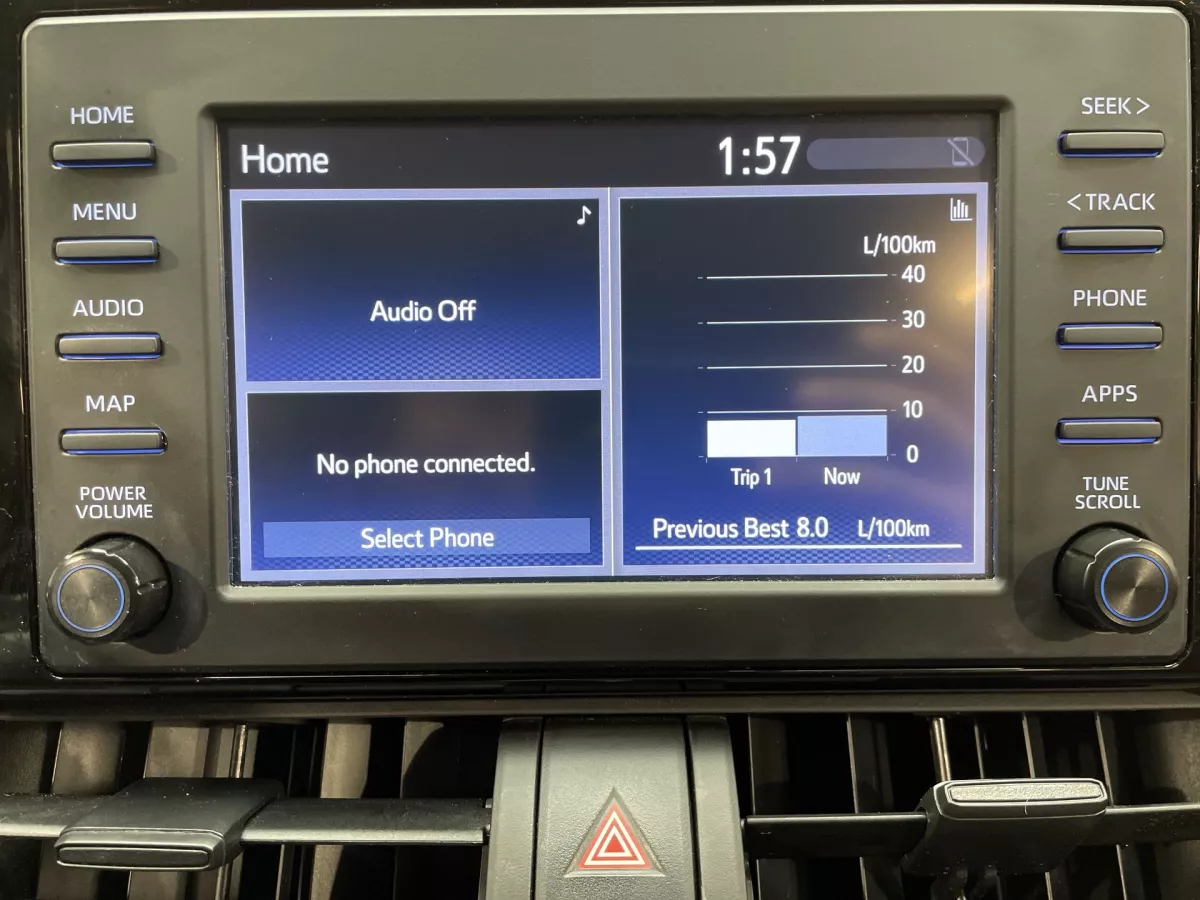 HOME
MENU
AUDIO
MAP
POWER
VOLUME
Home
1:57
Audio Off
No phone connected.
Select Phone
L/100km
40
30
20
10
0
Trip 1 Now
Previous Best 8.0 L/100km
SEEK >
< TRACK
PHONE
APPS
TUNE
SCROLL